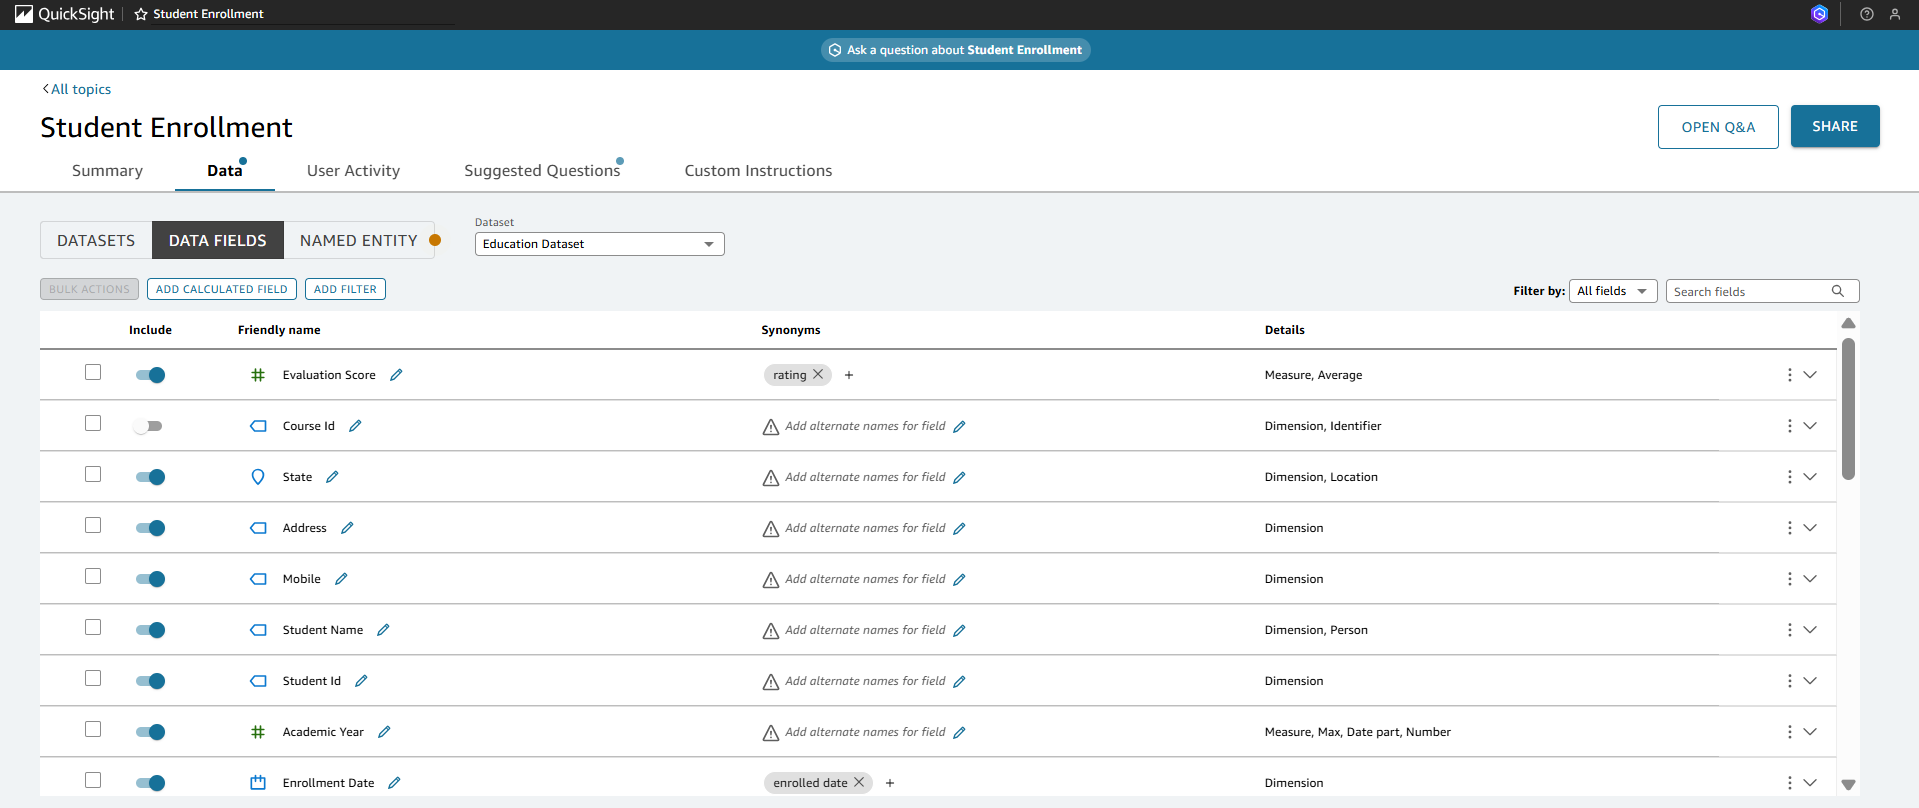 QuickSight Student Enrollment
Ask a question about Student Enrollment
All topics
Student Enrollment
OPEN Q&A SHARE
Summary Data User Activity Suggested Questions Custom Instructions
DATASETS DATA FIELDS NAMED ENTITY
Dataset
Education Dataset
BULK ACTIONS ADD CALCULATED FIELD ADD FILTER Filter by: All fields Search fields
Include Friendly name Synonyms Details
Evaluation Score rating Measure, Average
Course Id Add alternate names for field Dimension, Identifier
State Add alternate names for field Dimension, Location
Address Add alternate names for field Dimension
Mobile Add alternate names for field Dimension
Student Name Add alternate names for field Dimension, Person
Student Id Add alternate names for field Dimension
Academic Year Add alternate names for field Measure, Max, Date part, Number
Enrollment Date enrolled date Dimension